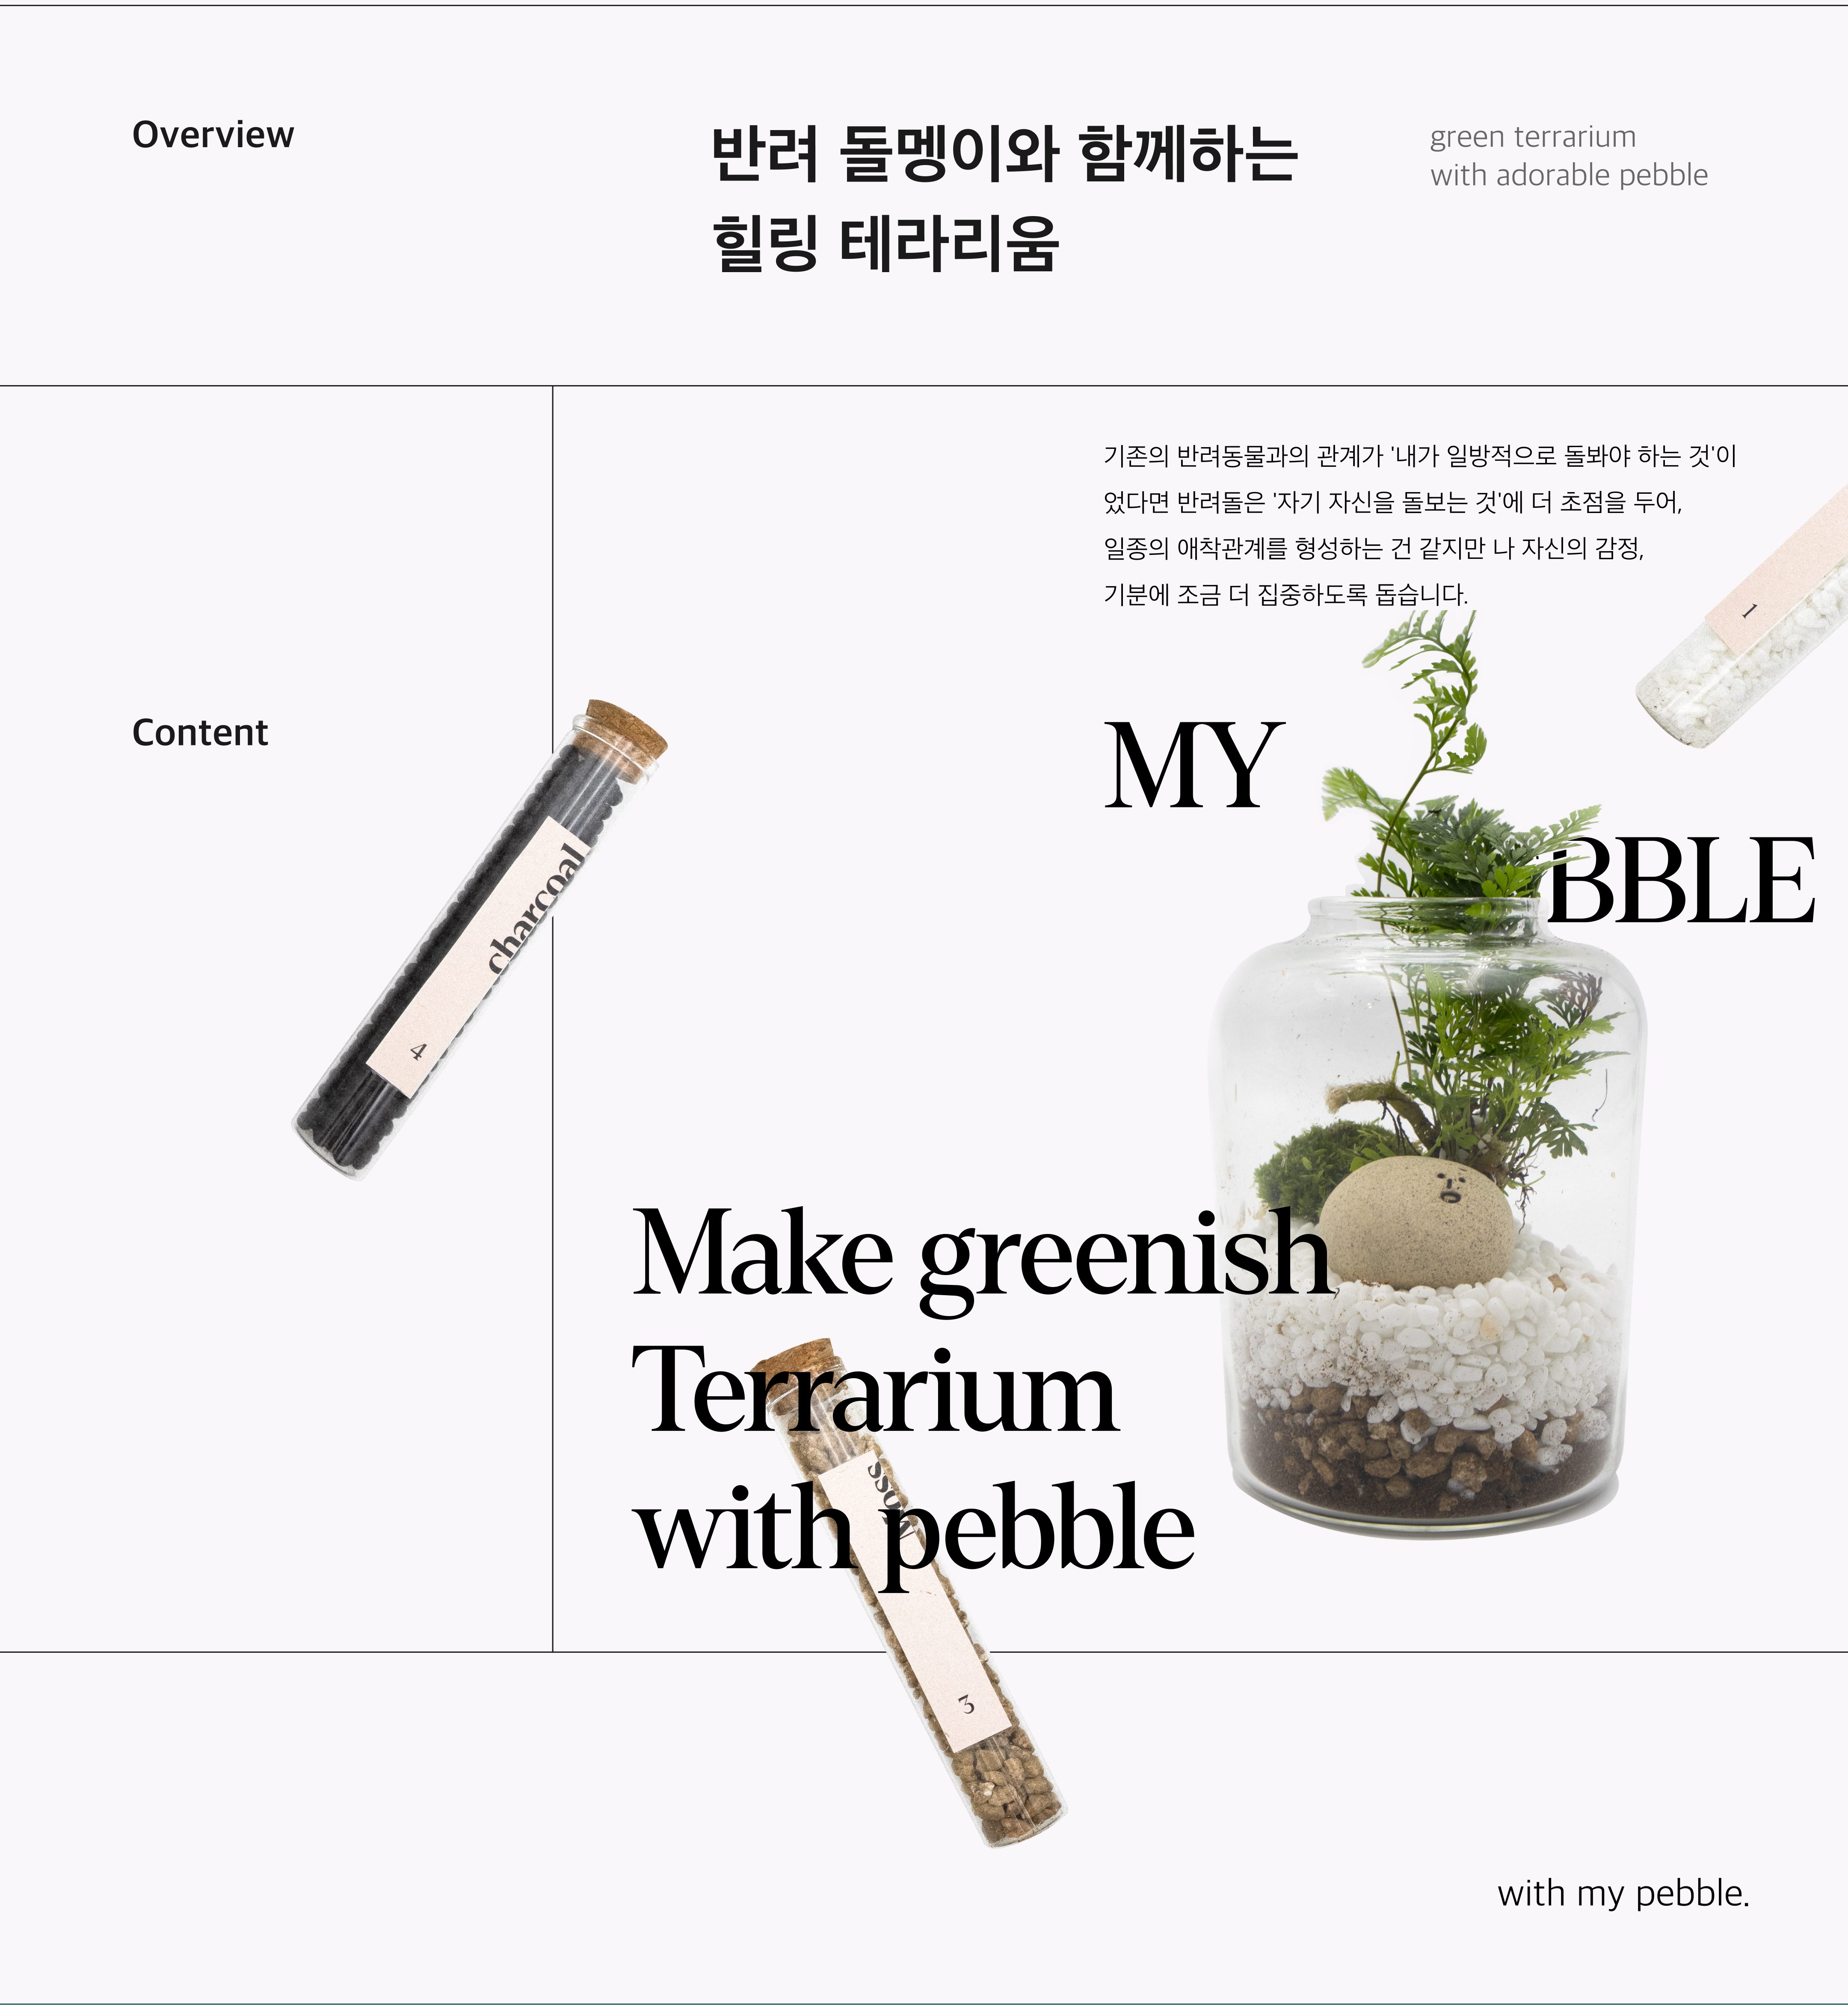 Overview
반려 돌멩이와 함께하는
힐링 테라리움
green terrarium
with adorable pebble
기존의 반려동물과의 관계가 '내가 일방적으로 돌봐야 하는 것'이
었다면 반려돌은 '자기 자신을 돌보는 것'에 더 초점을 두어,
일종의 애착관계를 형성하는 건 같지만 나 자신의 감정,
기분에 조금 더 집중하도록 돕습니다.
1
Content
MY
BBLE
charcoal
4
Make greenish
Terrarium
with pebble
Moss
3
with my pebble.